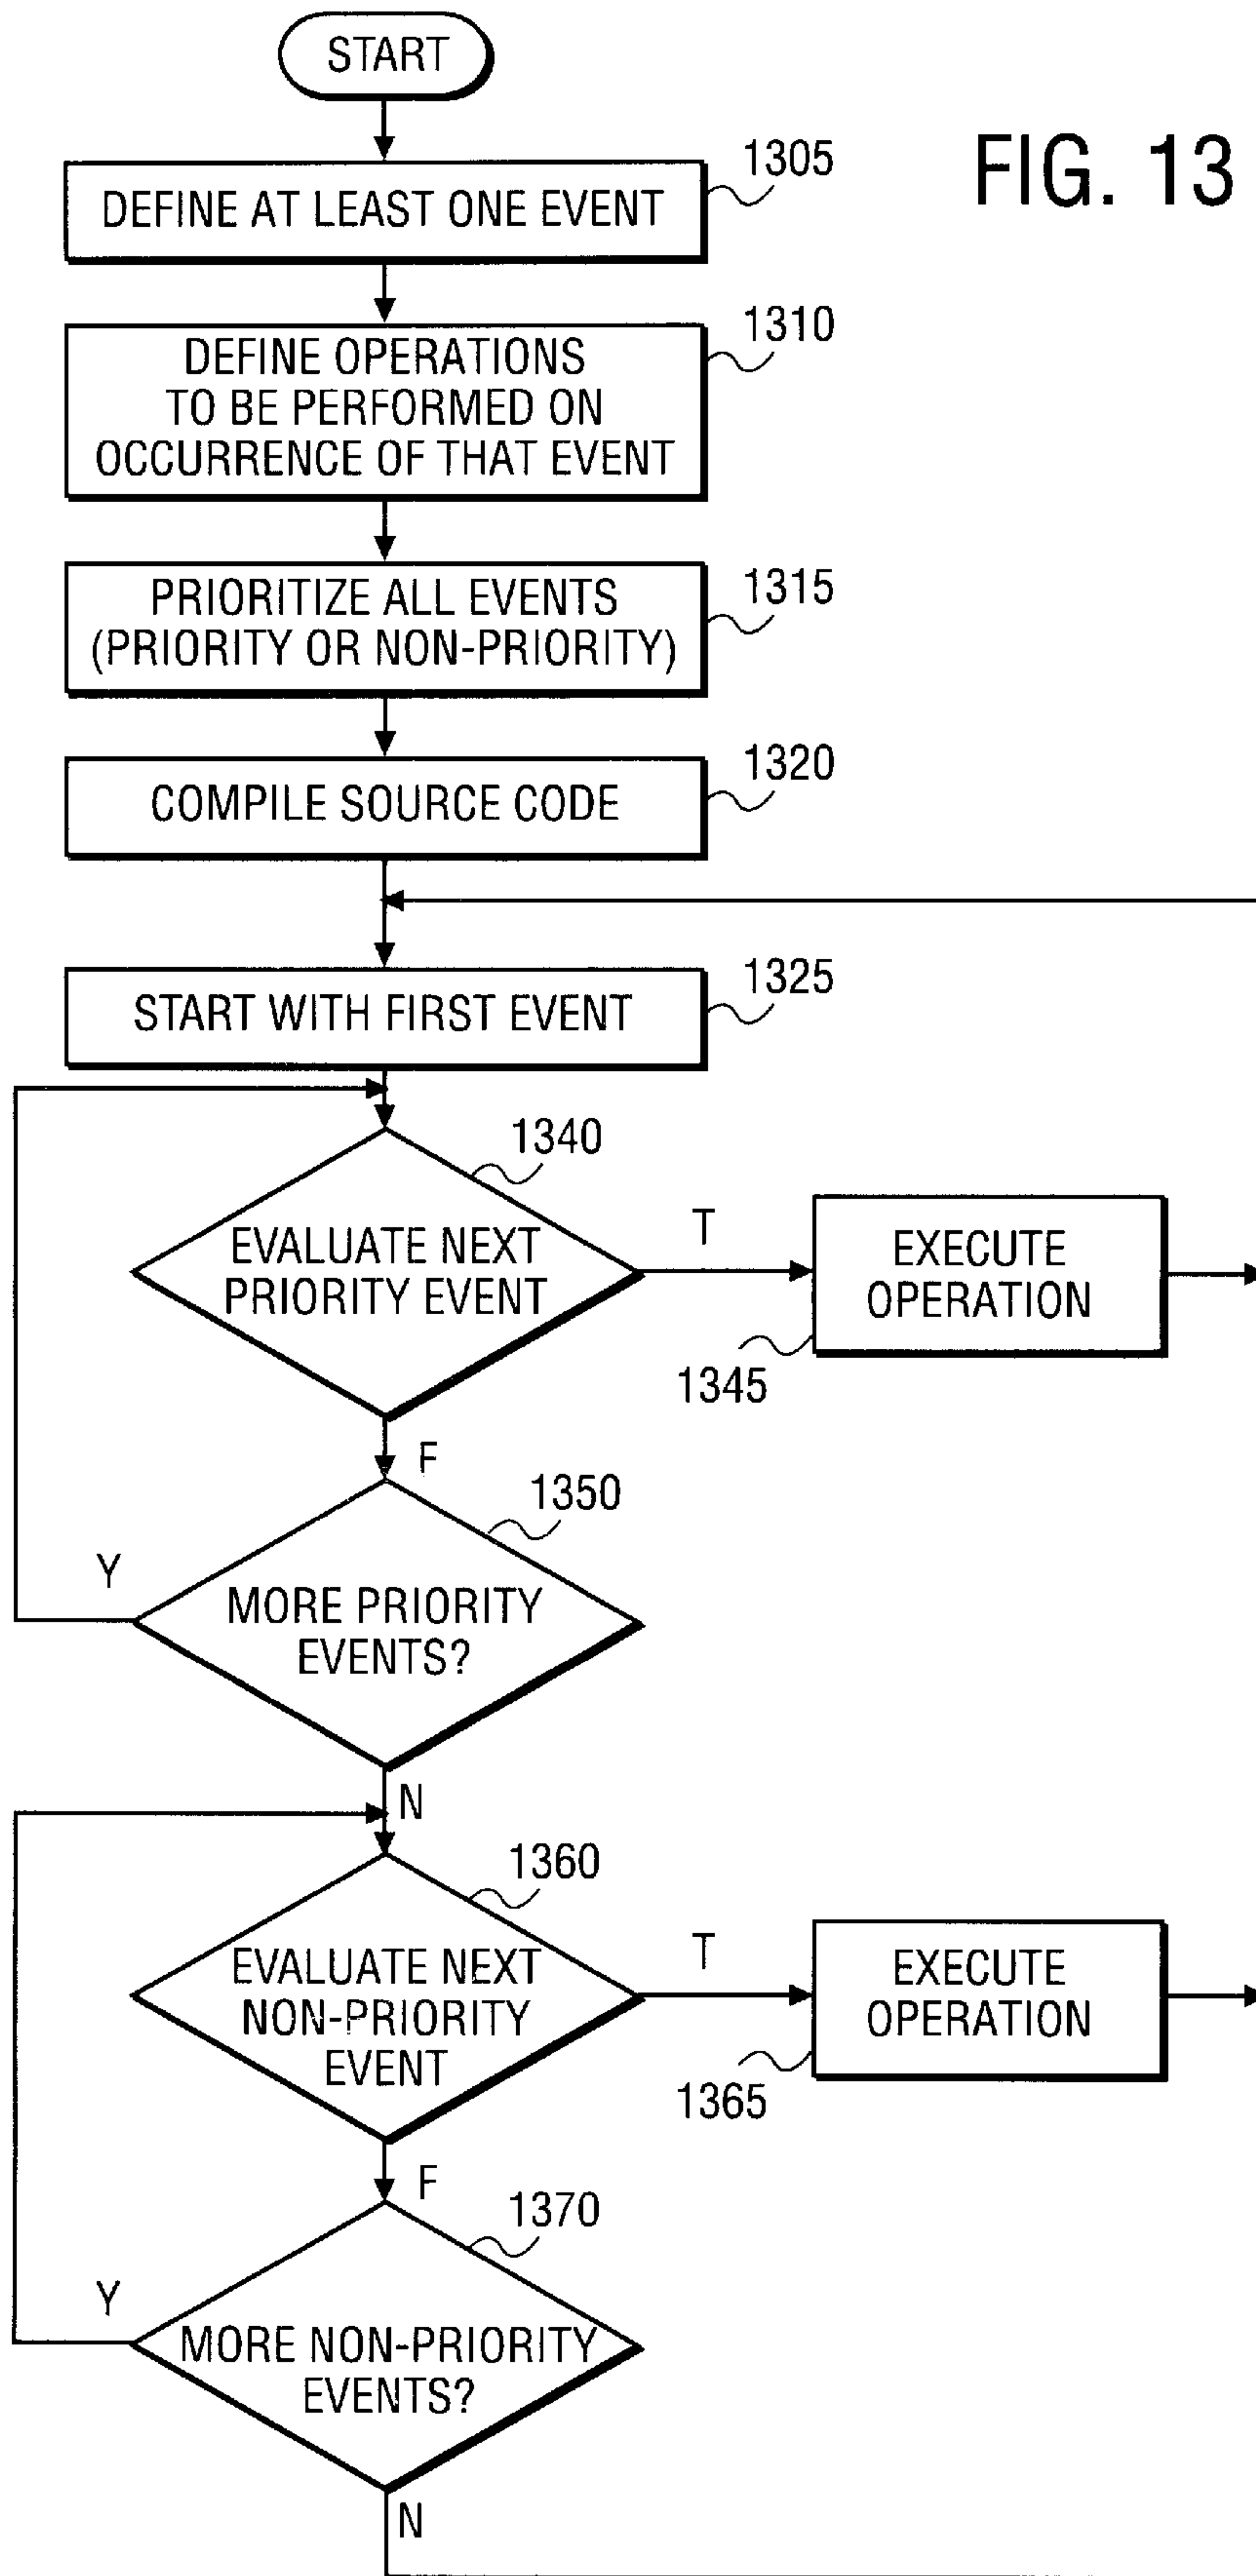 START
FIG. 13
1305
DEFINE AT LEAST ONE EVENT
1310
DEFINE OPERATIONS
TO BE PERFORMED ON
OCCURRENCE OF THAT EVENT
1315
PRIORITIZE ALL EVENTS
(PRIORITY OR NON-PRIORITY)
1320
COMPILE SOURCE CODE
1325
START WITH FIRST EVENT
1340
EVALUATE NEXT
PRIORITY EVENT
T
EXECUTE
OPERATION
1345
F
1350
Y
MORE PRIORITY
EVENTS?
N
1360
EVALUATE NEXT
NON-PRIORITY
EVENT
T
EXECUTE
OPERATION
1365
F
1370
Y
MORE NON-PRIORITY
EVENTS?
N